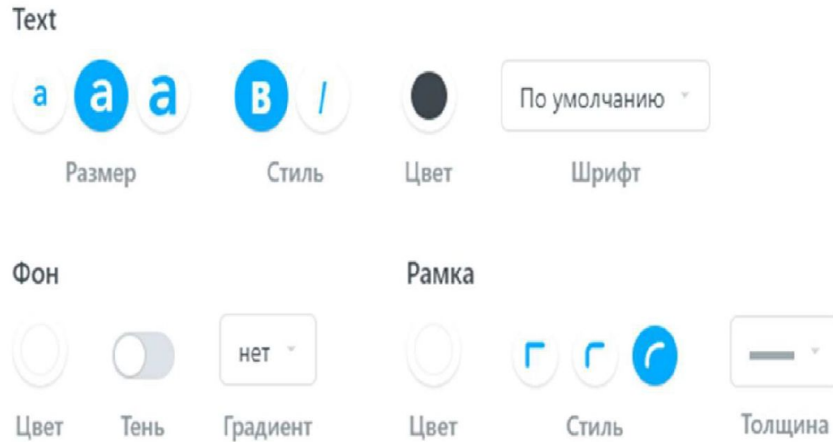 Text
a a a B I По умолчанию
Размер Стиль Цвет Шрифт
Фон Рамка
нет
Цвет Тень Градиент Цвет Стиль Толщина